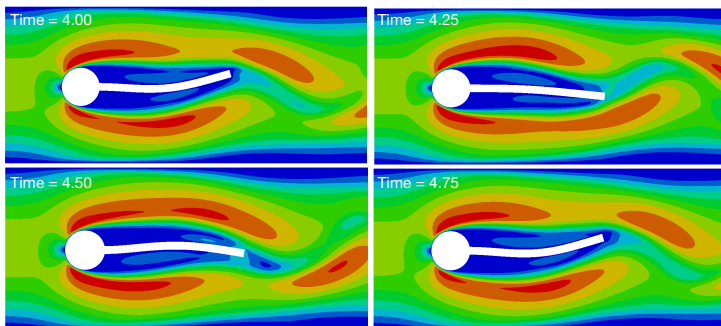 Time = 4.00
Time = 4.25
Time = 4.50
Time = 4.75